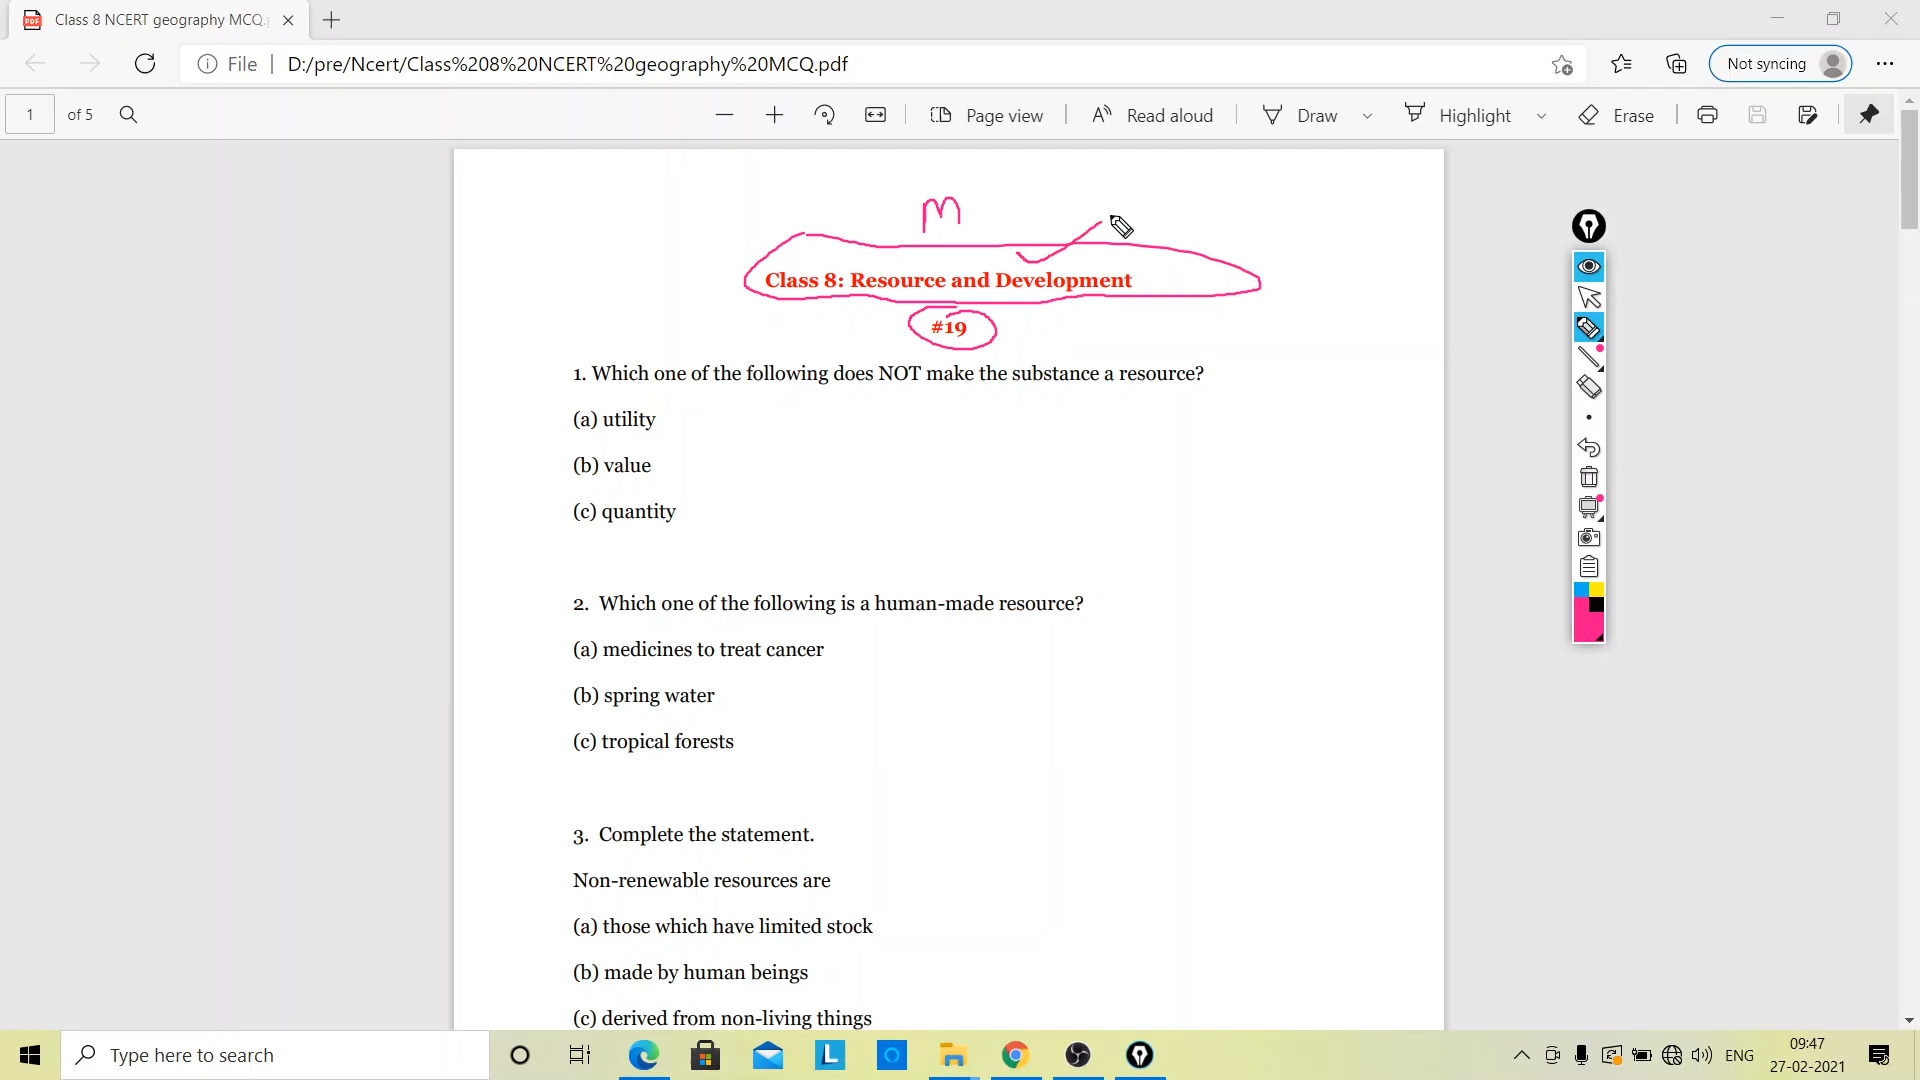 Class 8 NCERT geography MCQ.p
File
D:/pre/Ncert/Class%208%20NCERT%20geography%20MCQ.pdf
Not syncing
1 of 5
Page view
Read aloud
Draw
Highlight
Erase
M
Class 8: Resource and Development
#19
1. Which one of the following does NOT make the substance a resource?
(a) utility
(b) value
(c) quantity
2. Which one of the following is a human-made resource?
(a) medicines to treat cancer
(b) spring water
(c) tropical forests
3. Complete the statement.
Non-renewable resources are
(a) those which have limited stock
(b) made by human beings
(c) derived from non-living things
Type here to search
L
ENG
09:47
27-02-2021